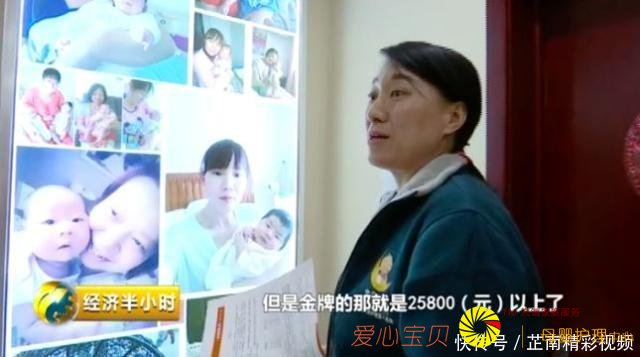 但是金牌的那就是25800（元）以上了
经济半小时
爱心宝贝
母婴护理中心
快传号／芷南精彩视频